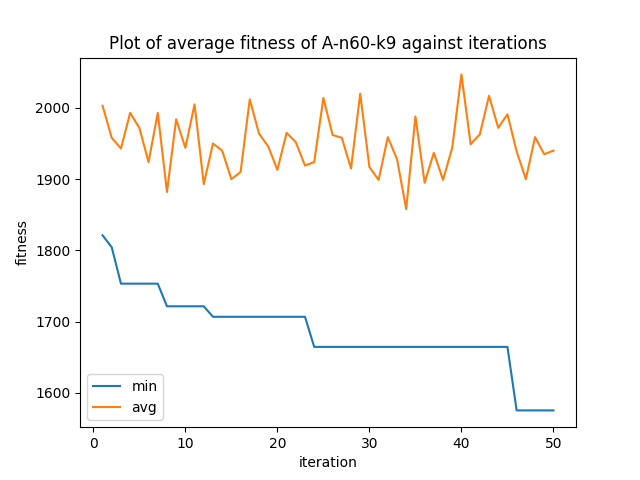 Plot of average fitness of A-n60-k9 against iterations
2000
1900
1800
1700
1600
fitness
min
avg
0 10 20 30 40 50
iteration